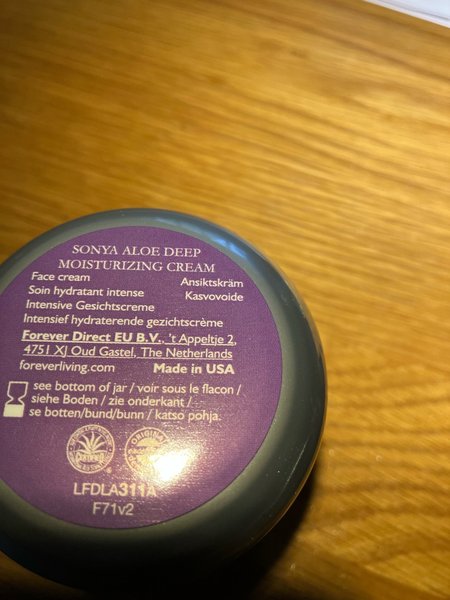 SONYA ALOE DEEP
MOISTURIZING CREAM
Face cream
Soin hydratant intense
Intensive Gesichtscreme
Ansiktskräm
Kasvovoide
Intensief hydraterende gezichtscrème
Forever Direct EU B.V., 't Appeltje 2,
4751 XJ Oud Gastel, The Netherlands
foreverliving.com Made in USA
see bottom of jar / voir sous le flacon /
siehe Boden / zie onderkant /
se botten/bund/bunn / katso pohja.
ORIGINAL
LFDLA311A
F71v2